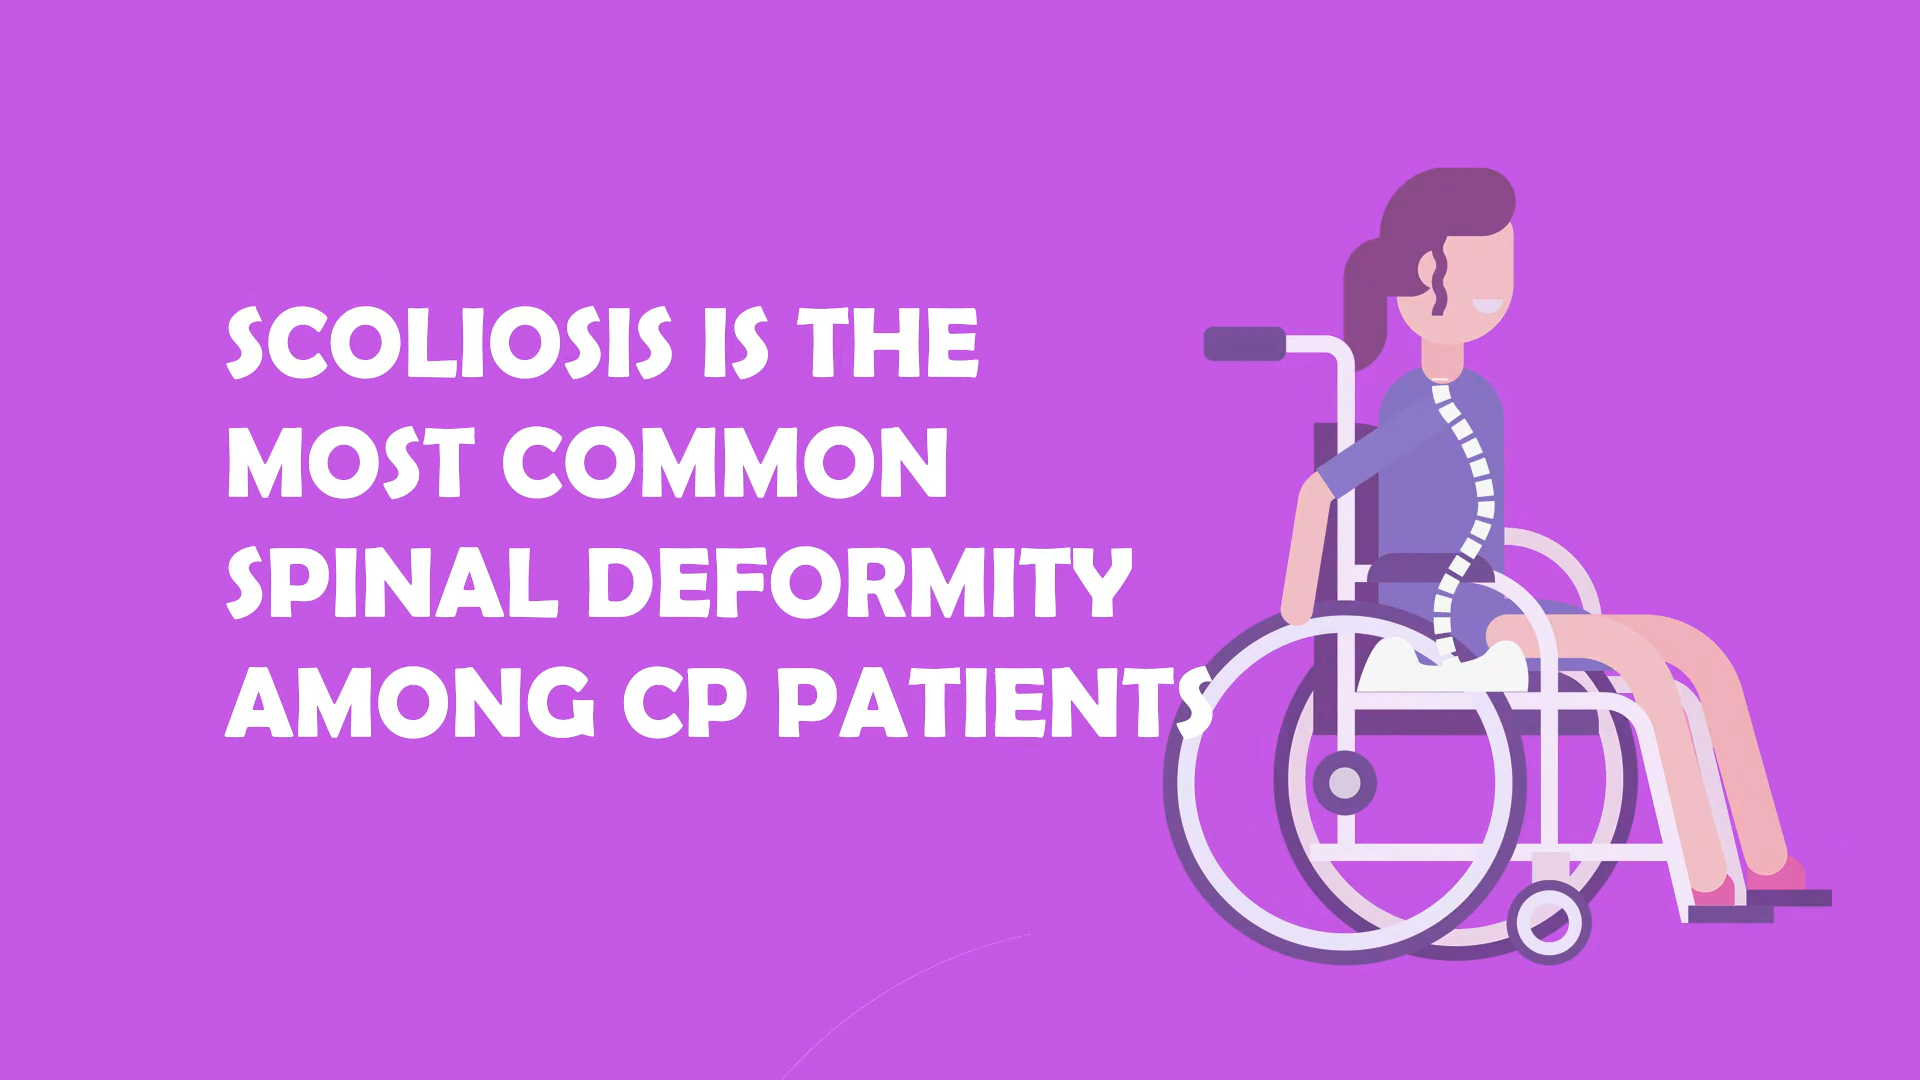 SCOLIOSIS IS THE
MOST COMMON
SPINAL DEFORMITY
AMONG CP PATIENTS